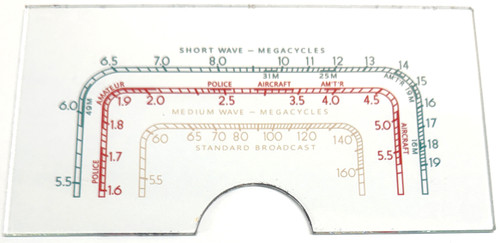 SHORT WAVE – MEGACYCLES
5.5 6.0 6.5 7.0 8.0 10 11 12 13 14 15 16 17 18 19
49M 31M 25M AM'T'R 19M 16M
POLICE AMATEUR POLICE AIRCRAFT AM'T'R AIRCRAFT
1.6 1.7 1.8 1.9 2.0 2.5 3.5 4.0 4.5 5.0 5.5
MEDIUM WAVE – MEGACYCLES
55 60 70 80 100 120 140 160
STANDARD BROADCAST